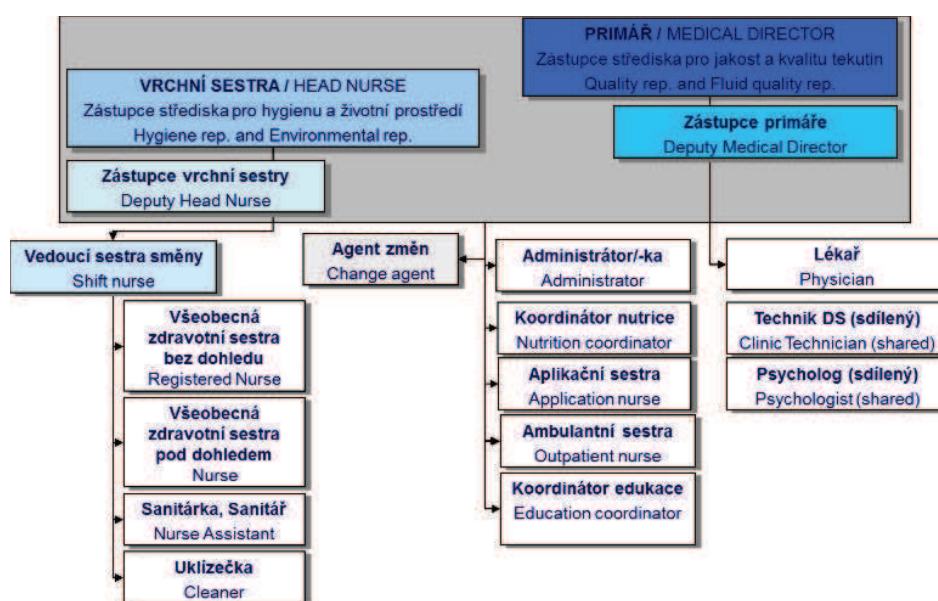 PRIMÁŘ / MEDICAL DIRECTOR
Zástupce střediska pro jakost a kvalitu tekutin
Quality rep. and Fluid quality rep.
VRCHNÍ SESTRA / HEAD NURSE
Zástupce střediska pro hygienu a životní prostředí
Hygiene rep. and Environmental rep.
Zástupce primáře
Deputy Medical Director
Zástupce vrchní sestry
Deputy Head Nurse
Vedoucí sestra směny
Shift nurse
Všeobecná
zdravotní sestra
bez dohledu
Registered Nurse
Všeobecná
zdravotní sestra
pod dohledem
Nurse
Sanitárka, Sanitář
Nurse Assistant
Uklízečka
Cleaner
Agent změn
Change agent
Administrátor/-ka
Administrator
Koordinátor nutrice
Nutrition coordinator
Aplikační sestra
Application nurse
Ambulantní sestra
Outpatient nurse
Koordinátor edukace
Education coordinator
Lékař
Physician
Technik DS (sdílený)
Clinic Technician (shared)
Psycholog (sdílený)
Psychologist (shared)